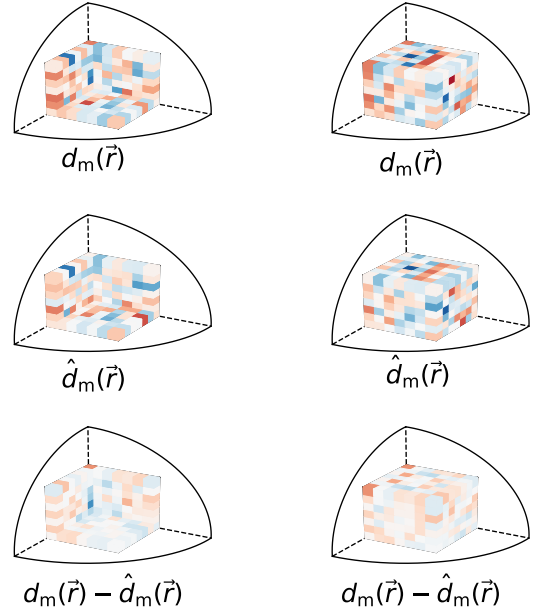 d_m(r⃗) d_m(r⃗)
d̂_m(r⃗) d̂_m(r⃗)
d_m(r⃗) − d̂_m(r⃗) d_m(r⃗) − d̂_m(r⃗)